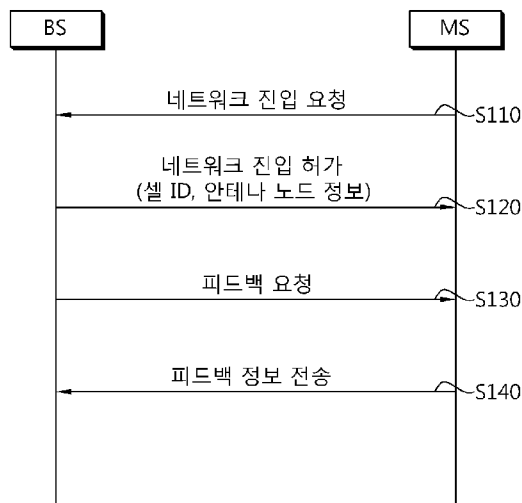 BS
MS
네트워크 진입 요청
S110
네트워크 진입 허가
(셀 ID, 안테나 노드 정보)
S120
피드백 요청
S130
피드백 정보 전송
S140